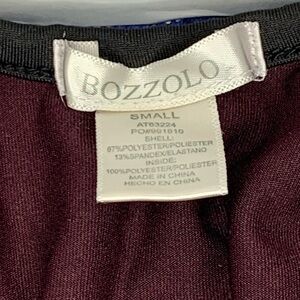 BOZZOLO
SMALL
AT63224
PO#991010
SHELL:
87%POLYESTER/POLIESTER
13%SPANDEX/ELASTANO
INSIDE:
100%POLYESTER/POLIESTER
MADE IN CHINA
HECHO EN CHINA